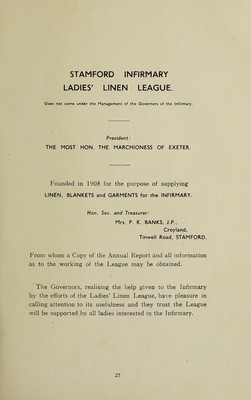 STAMFORD INFIRMARY
LADIES' LINEN LEAGUE.
Does not come under the Management of the Governors of the Infirmary.
President:
THE MOST HON. THE MARCHIONESS OF EXETER.
Founded in 1908 for the purpose of supplying
LINEN, BLANKETS and GARMENTS for the INFIRMARY.
Hon. Sec. and Treasurer:
Mrs. P. K. BANKS, J.P.,
Croyland,
Tinwell Road, STAMFORD,
From whom a Copy of the Annual Report and all information
as to the working of the League may be obtained.
The Governors, realising the help given to the Infirmary
by the efforts of the Ladies' Linen League, have pleasure in
calling attention to its usefulness and they trust the League
will be supported by all ladies interested in the Infirmary.
27